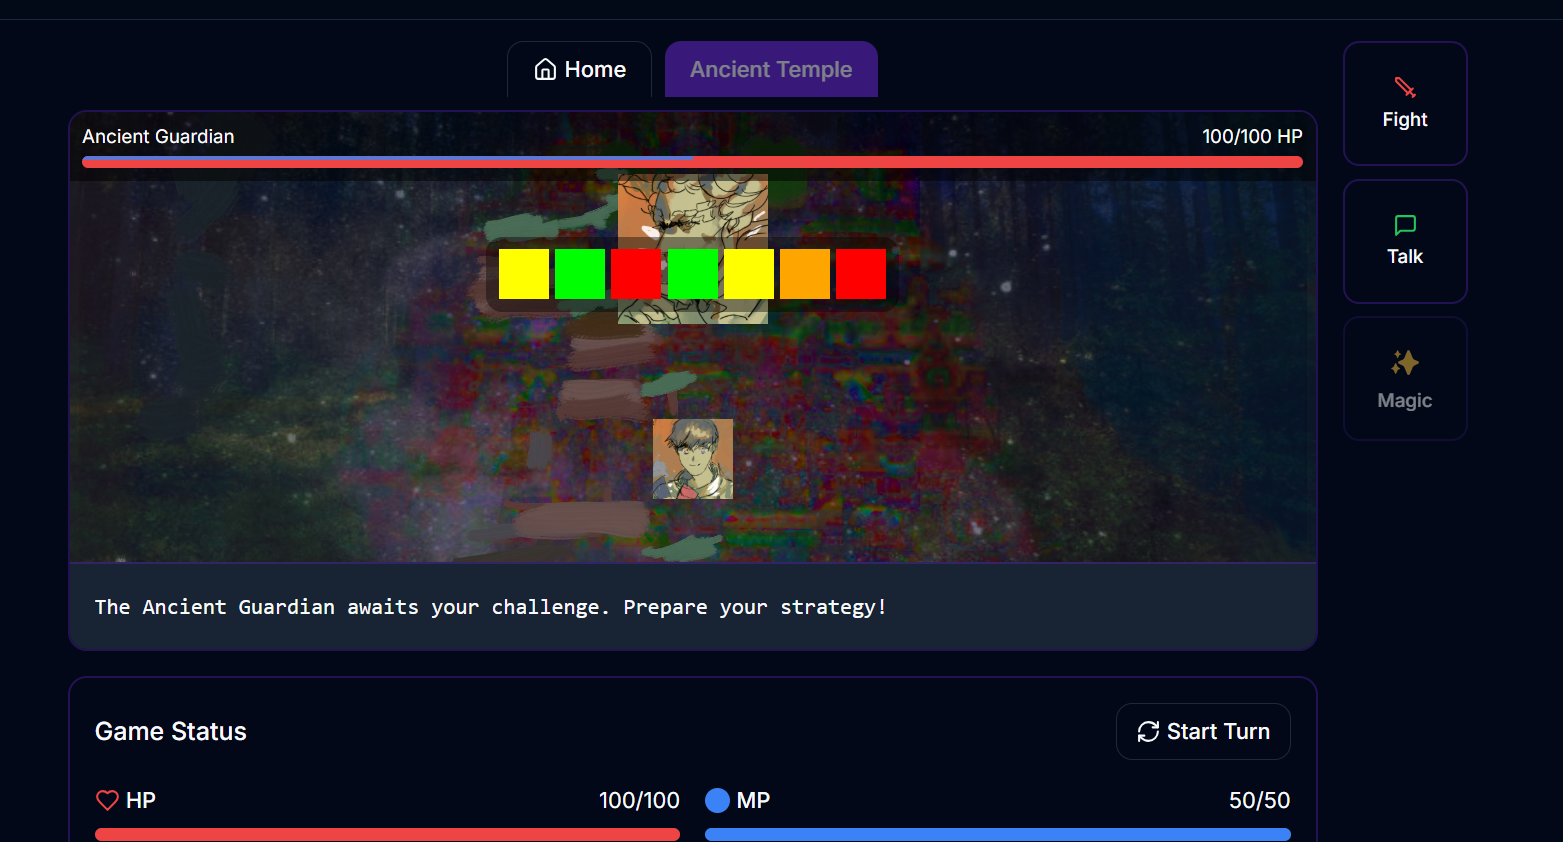 Home
Ancient Temple
Ancient Guardian
100/100 HP
Fight
Talk
Magic
The Ancient Guardian awaits your challenge. Prepare your strategy!
Game Status
Start Turn
HP
100/100
MP
50/50